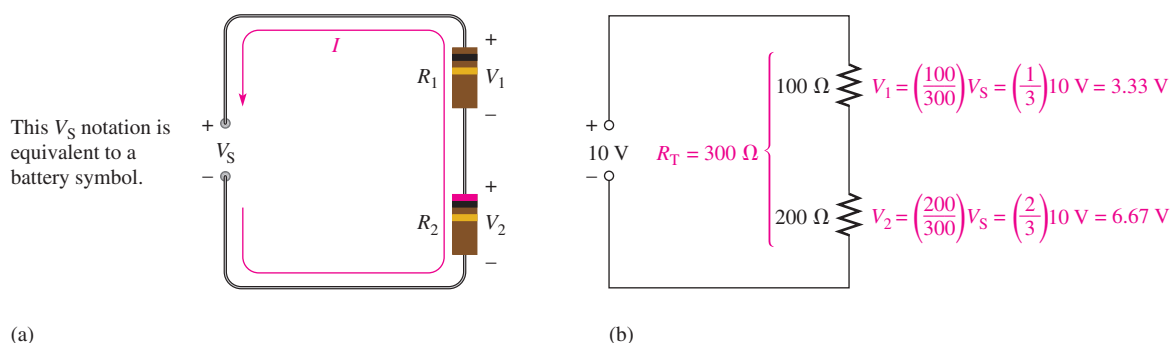 This VS notation is
equivalent to a
battery symbol.
+
VS
−
I
R1
+
V1
−
R2
+
V2
−
(a)
+
10 V
−
RT = 300 Ω
100 Ω
V1 = (100/300)VS = (1/3)10 V = 3.33 V
200 Ω
V2 = (200/300)VS = (2/3)10 V = 6.67 V
(b)